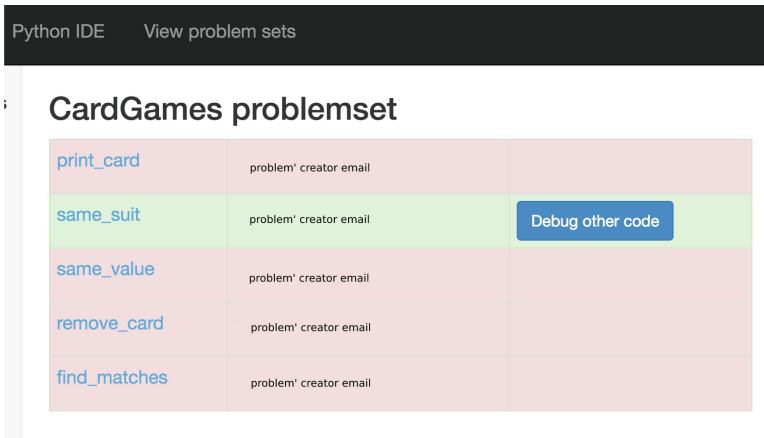 Python IDE View problem sets
CardGames problemset
print_card problem' creator email
same_suit problem' creator email Debug other code
same_value problem' creator email
remove_card problem' creator email
find_matches problem' creator email